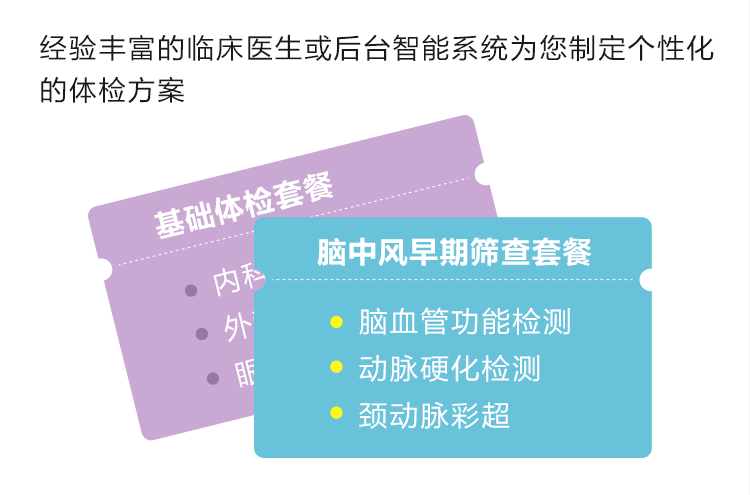 经验丰富的临床医生或后台智能系统为您制定个性化
的体检方案
基础体检套餐
内科
外
眼
脑中风早期筛查套餐
脑血管功能检测
动脉硬化检测
颈动脉彩超